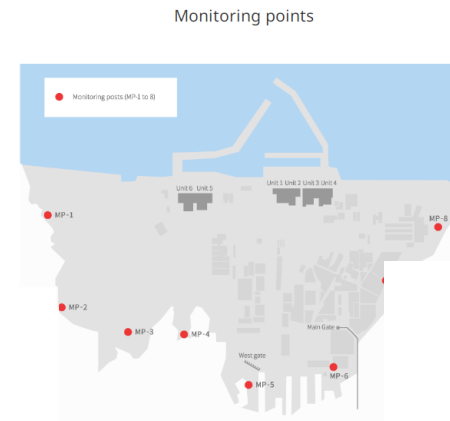 Monitoring points
Monitoring posts (MP-1 to 8)
Unit 6 Unit 5
Unit 1 Unit 2 Unit 3 Unit 4
MP-1
MP-8
MP-2
MP-3
MP-4
Main Gate
West gate
MP-6
MP-5